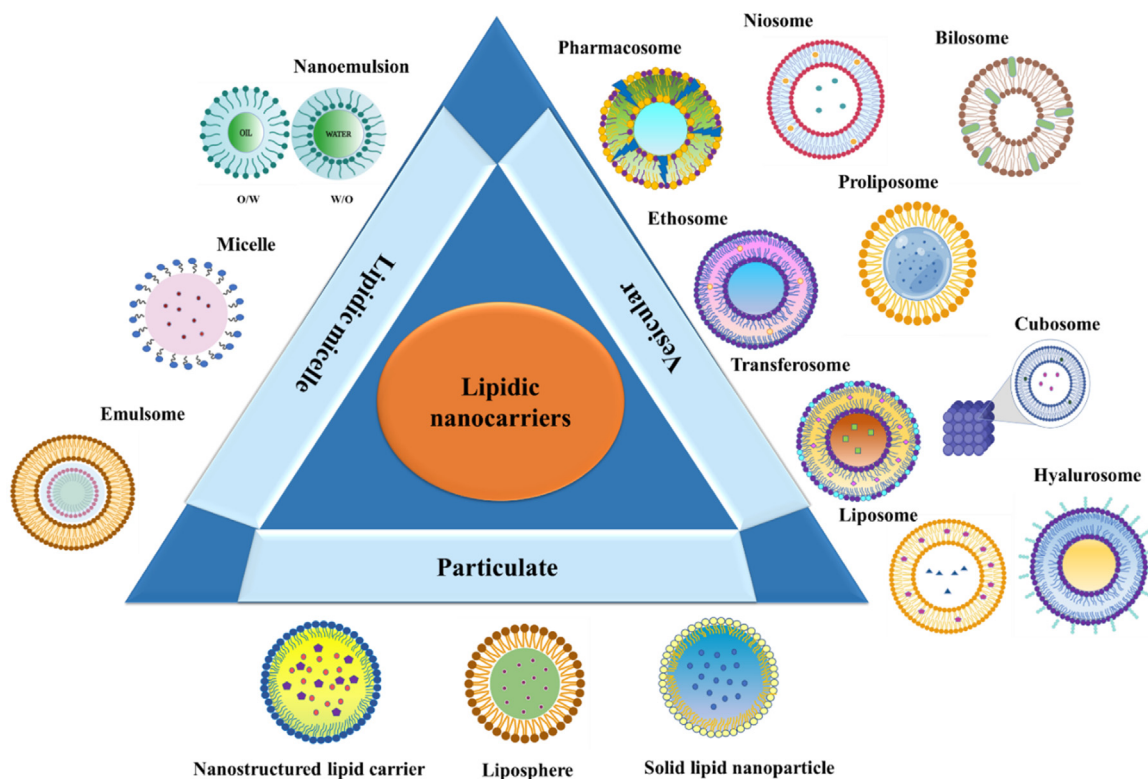 Niosome
Bilosome
Pharmacosome
Nanoemulsion
OIL
WATER
O/W
W/O
Proliposome
Ethosome
Micelle
Lipidic micelle
Vesicular
Cubosome
Transferosome
Lipidic
nanocarriers
Emulsome
Hyalurosome
Liposome
Particulate
Nanostructured lipid carrier
Liposphere
Solid lipid nanoparticle